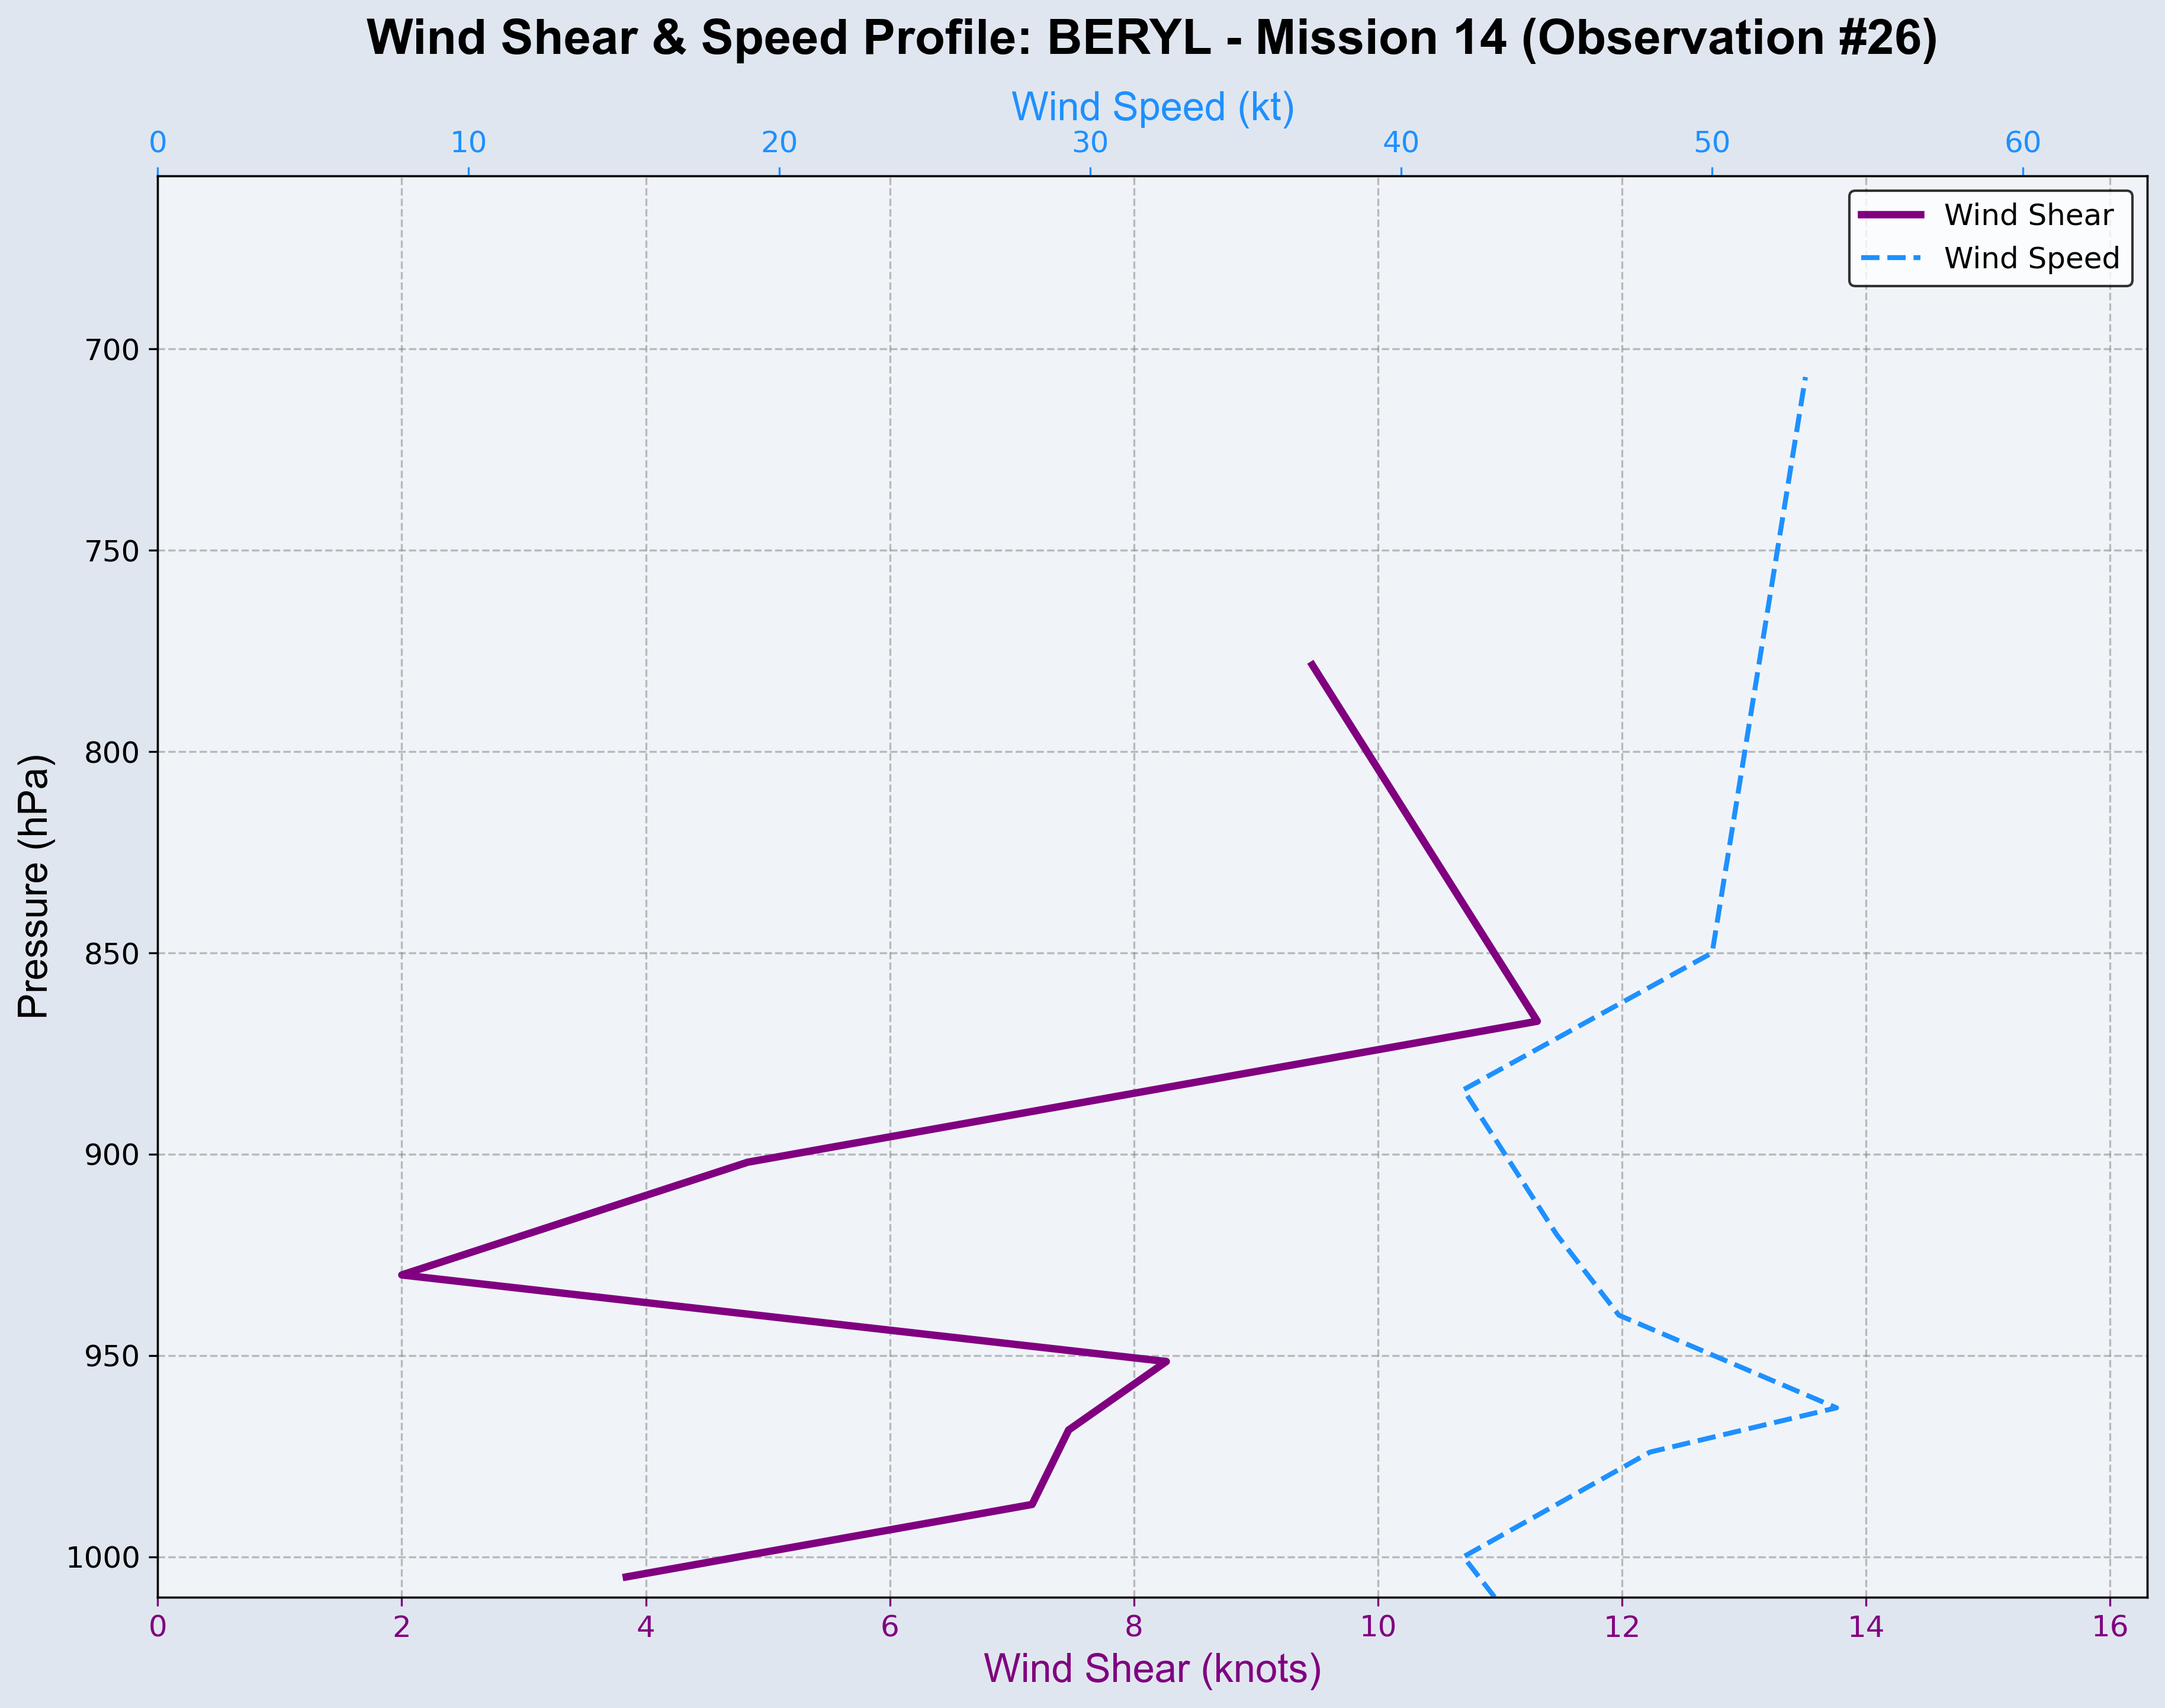 Wind Shear & Speed Profile: BERYL - Mission 14 (Observation #26)
Wind Speed (kt)
0 10 20 30 40 50 60
Wind Shear
Wind Speed
700
750
800
850
900
950
1000
Pressure (hPa)
0 2 4 6 8 10 12 14 16
Wind Shear (knots)